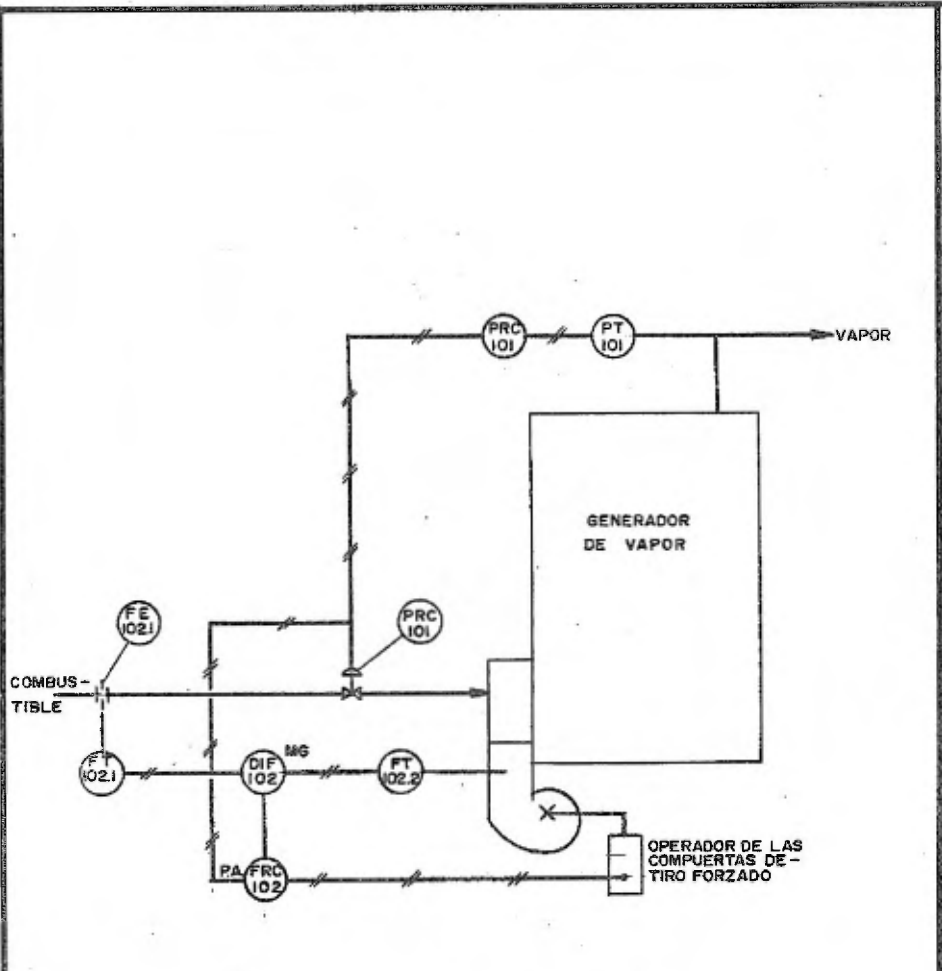 PRC
101
PT
101
VAPOR
GENERADOR
DE VAPOR
FE
102.1
PRC
101
COMBUS-
TIBLE
FT
102.1
DIF
102
MG
FT
102.2
P.A.
FRC
102
OPERADOR DE LAS
COMPUERTAS DE-
TIRO FORZADO